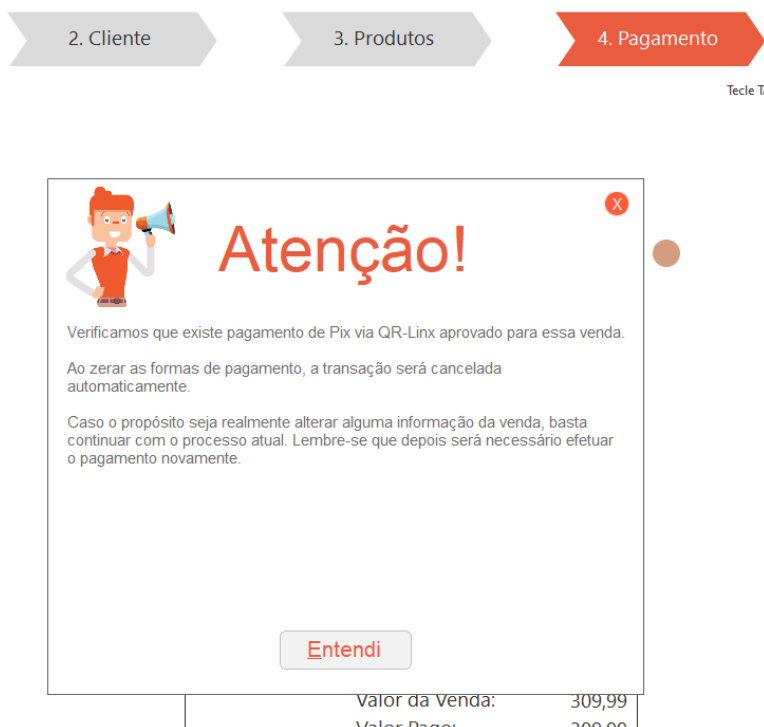 2. Cliente
3. Produtos
4. Pagamento
Tecle
X
Atenção!
Verificamos que existe pagamento de Pix via QR-Linx aprovado para essa venda.
Ao zerar as formas de pagamento, a transação será cancelada
automaticamente.
Caso o propósito seja realmente alterar alguma informação da venda, basta
continuar com o processo atual. Lembre-se que depois será necessário efetuar
o pagamento novamente.
Entendi
Valor da Venda: 309,99
Valor Pago: 309,99